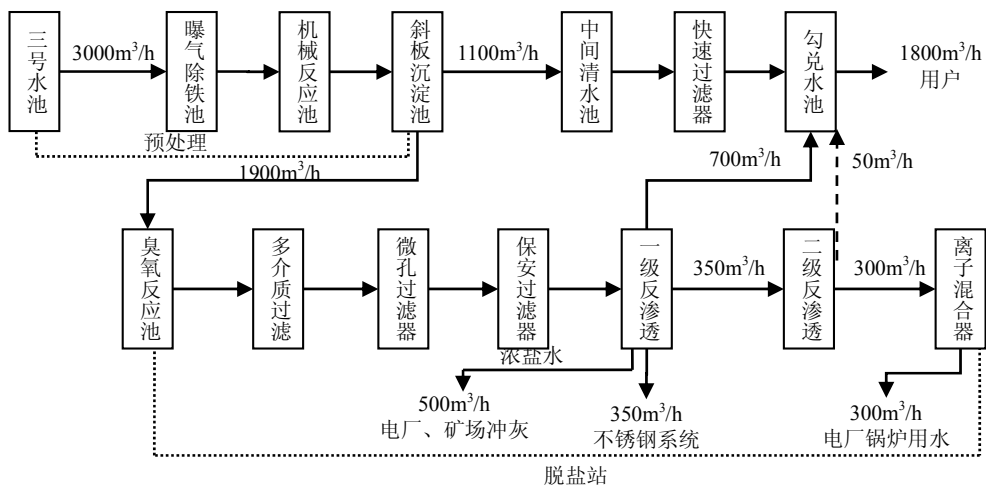 三号水池
3000m³/h
曝气除铁池
机械反应池
斜板沉淀池
1100m³/h
中间清水池
快速过滤器
勾兑水池
1800m³/h
用户
预处理
1900m³/h
700m³/h
50m³/h
臭氧反应池
多介质过滤
微孔过滤器
保安过滤器
一级反渗透
350m³/h
二级反渗透
300m³/h
离子混合器
浓盐水
500m³/h
电厂、矿场冲灰
350m³/h
不锈钢系统
300m³/h
电厂锅炉用水
脱盐站